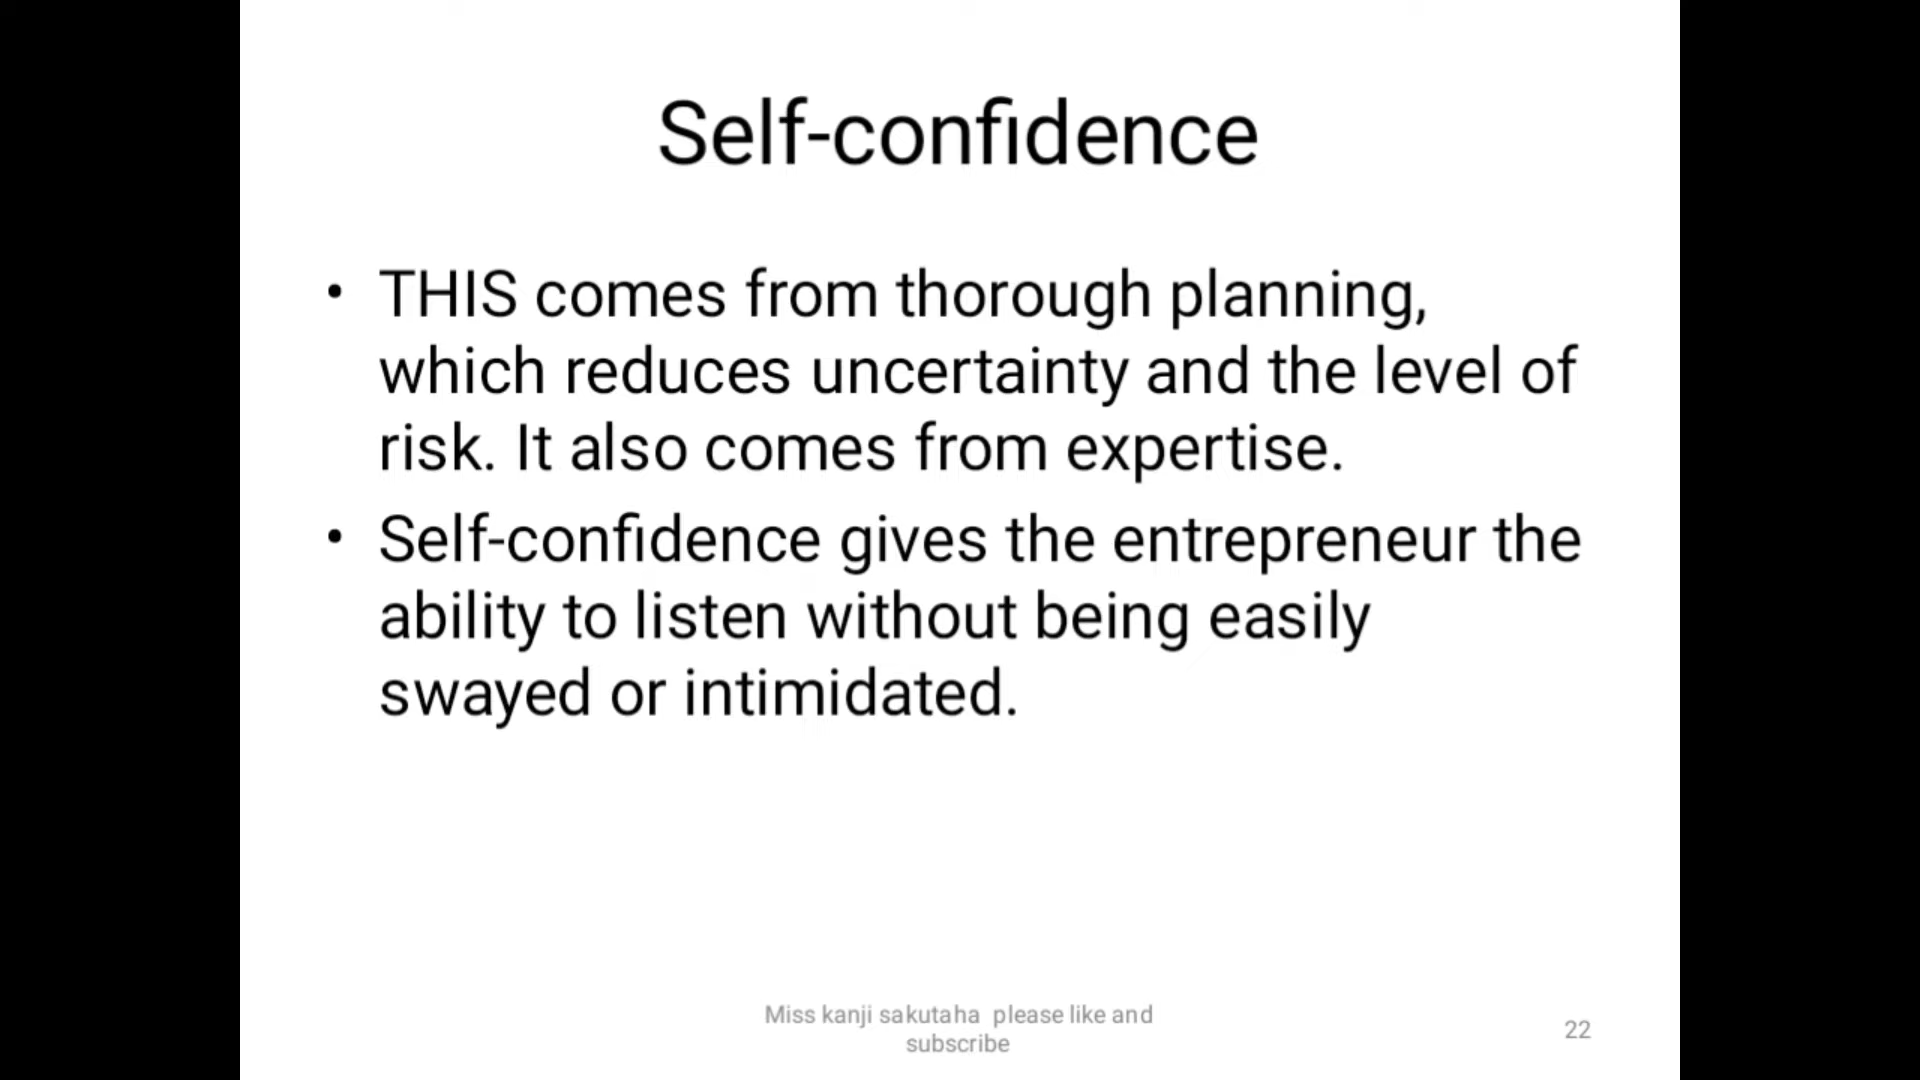 Self-confidence
• THIS comes from thorough planning,
which reduces uncertainty and the level of
risk. It also comes from expertise.
• Self-confidence gives the entrepreneur the
ability to listen without being easily
swayed or intimidated.
Miss kanji sakutaha  please like and
subscribe
22